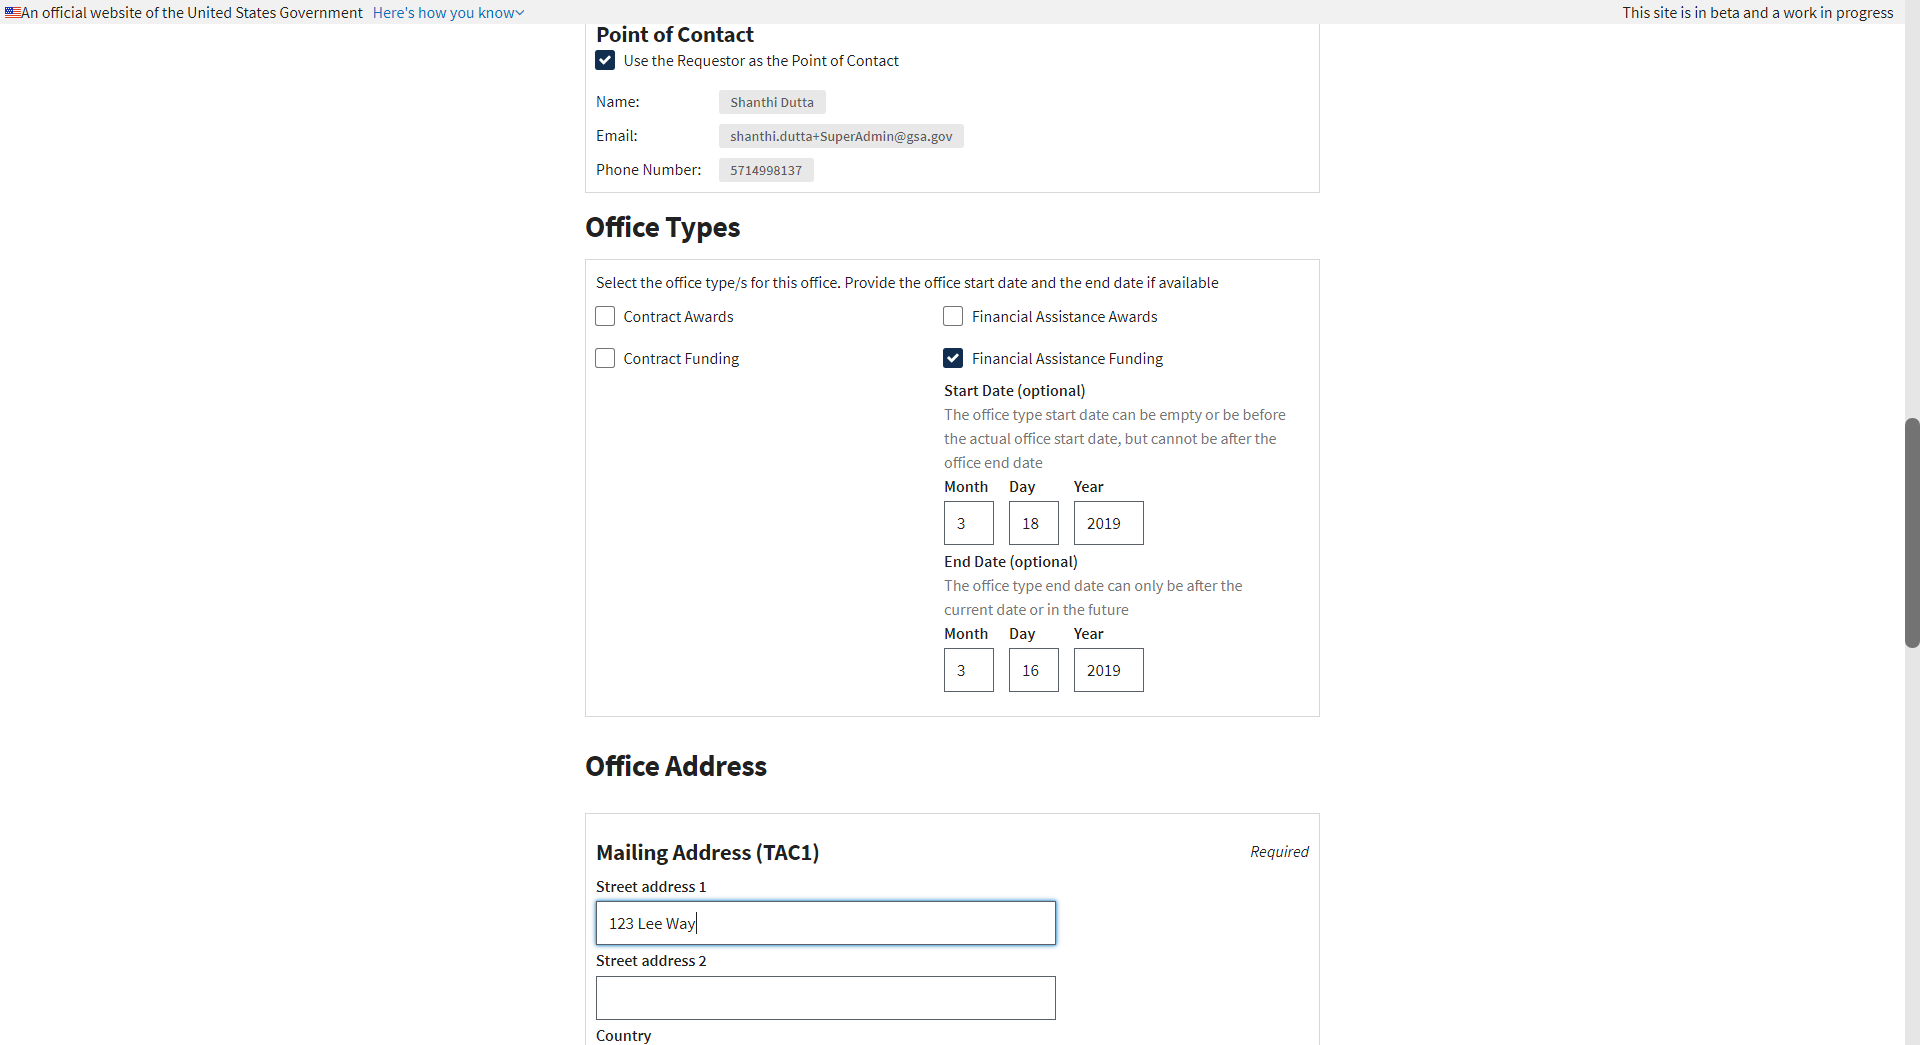 An official website of the United States Government Here's how you know
This site is in beta and a work in progress
Point of Contact
Use the Requestor as the Point of Contact
Name: Shanthi Dutta
Email: shanthi.dutta+SuperAdmin@gsa.gov
Phone Number: 5714998137
Office Types
Select the office type/s for this office. Provide the office start date and the end date if available
Contract Awards
Financial Assistance Awards
Contract Funding
Financial Assistance Funding
Start Date (optional)
The office type start date can be empty or be before
the actual office start date, but cannot be after the
office end date
Month Day Year
3 18 2019
End Date (optional)
The office type end date can only be after the
current date or in the future
Month Day Year
3 16 2019
Office Address
Mailing Address (TAC1)
Required
Street address 1
123 Lee Way
Street address 2
Country